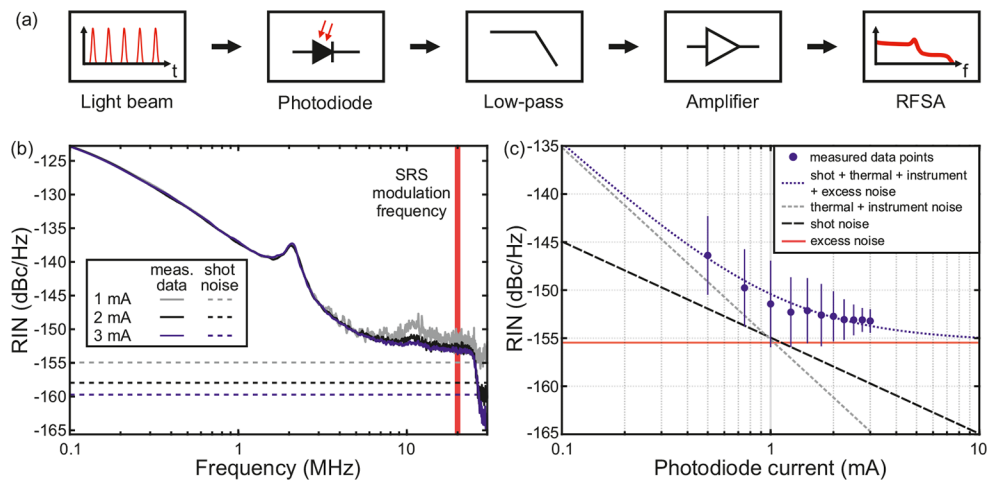 (a)
t
f
Light beam
Photodiode
Low-pass
Amplifier
RFSA
(b)
-125
-130
-135
-140
-145
-150
-155
-160
-165
RIN (dBc/Hz)
SRS
modulation
frequency
meas. shot
data noise
1 mA
2 mA
3 mA
0.1 1 10
Frequency (MHz)
(c)
-135
-140
-145
-150
-155
-160
-165
RIN (dBc/Hz)
measured data points
shot + thermal + instrument
+ excess noise
thermal + instrument noise
shot noise
excess noise
0.1 1 10
Photodiode current (mA)